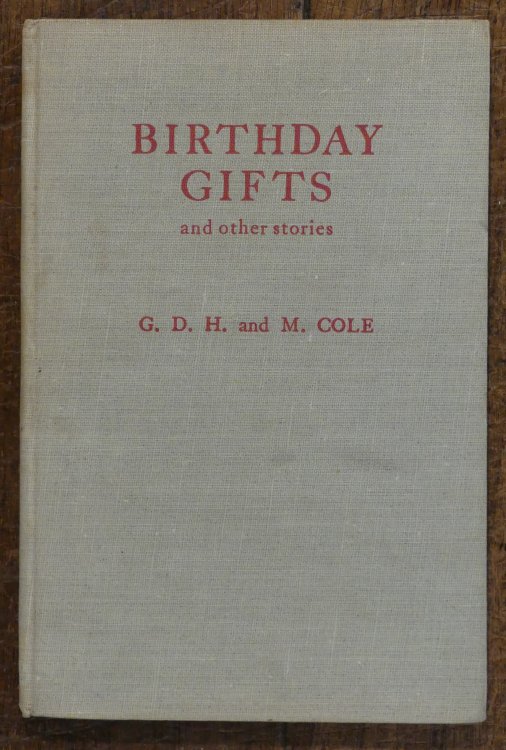 BIRTHDAY
GIFTS
and other stories
G. D. H. and M. COLE